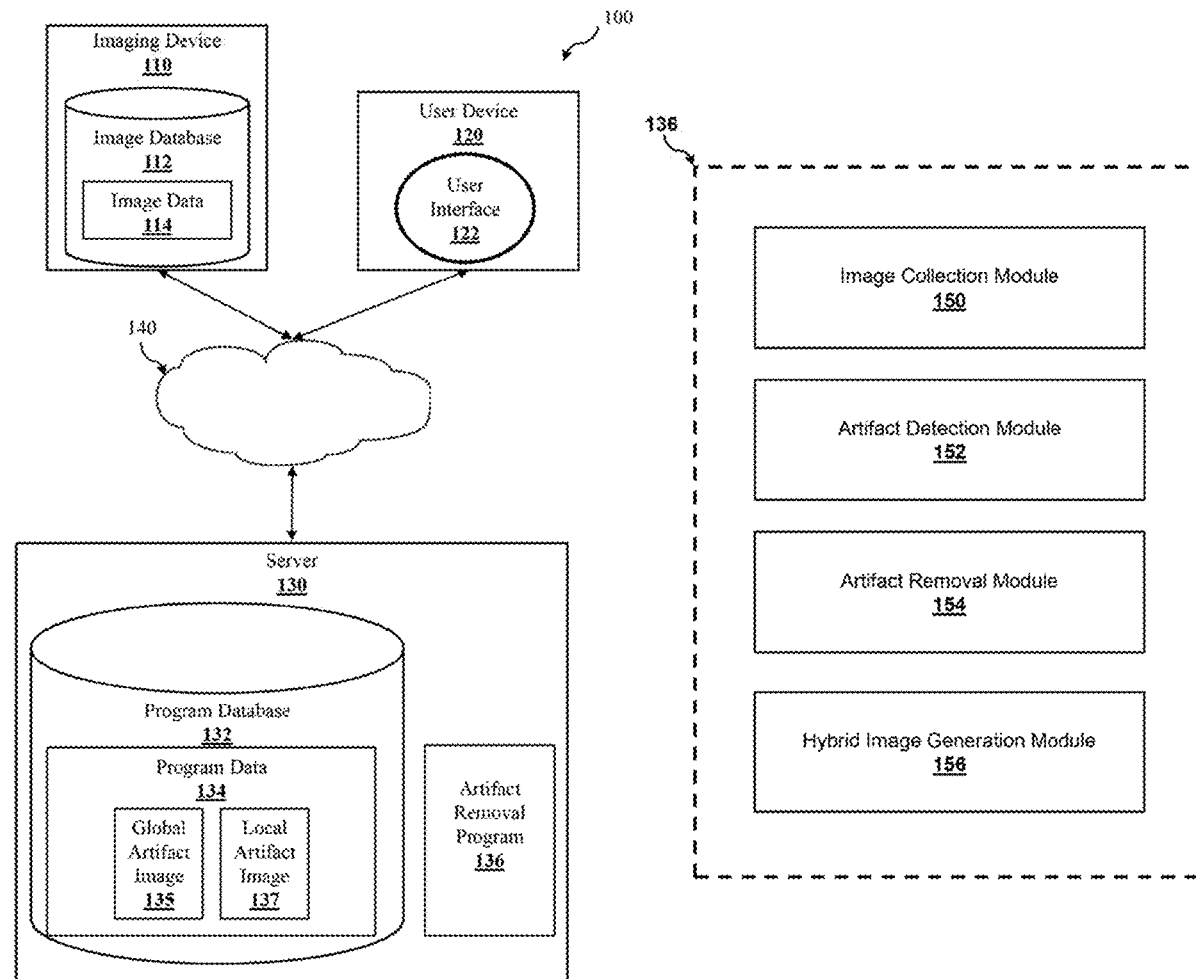 100
Imaging Device
110
Image Database
112
Image Data
114
User Device
120
User
Interface
122
140
Server
130
Program Database
132
Program Data
134
Global
Artifact
Image
135
Local
Artifact
Image
137
Artifact
Removal
Program
136
136
Image Collection Module
150
Artifact Detection Module
152
Artifact Removal Module
154
Hybrid Image Generation Module
156